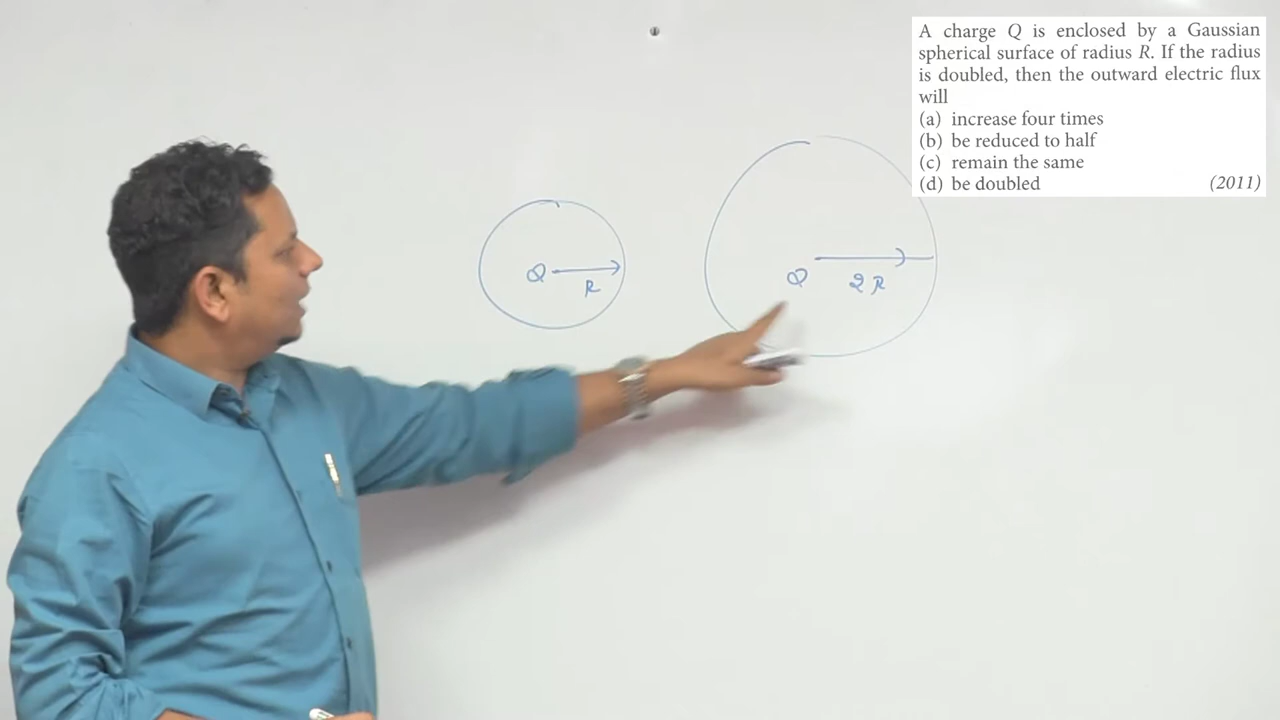 A charge Q is enclosed by a Gaussian
spherical surface of radius R. If the radius
is doubled, then the outward electric flux
will
(a) increase four times
(b) be reduced to half
(c) remain the same
(d) be doubled (2011)
Q R
Q 2R